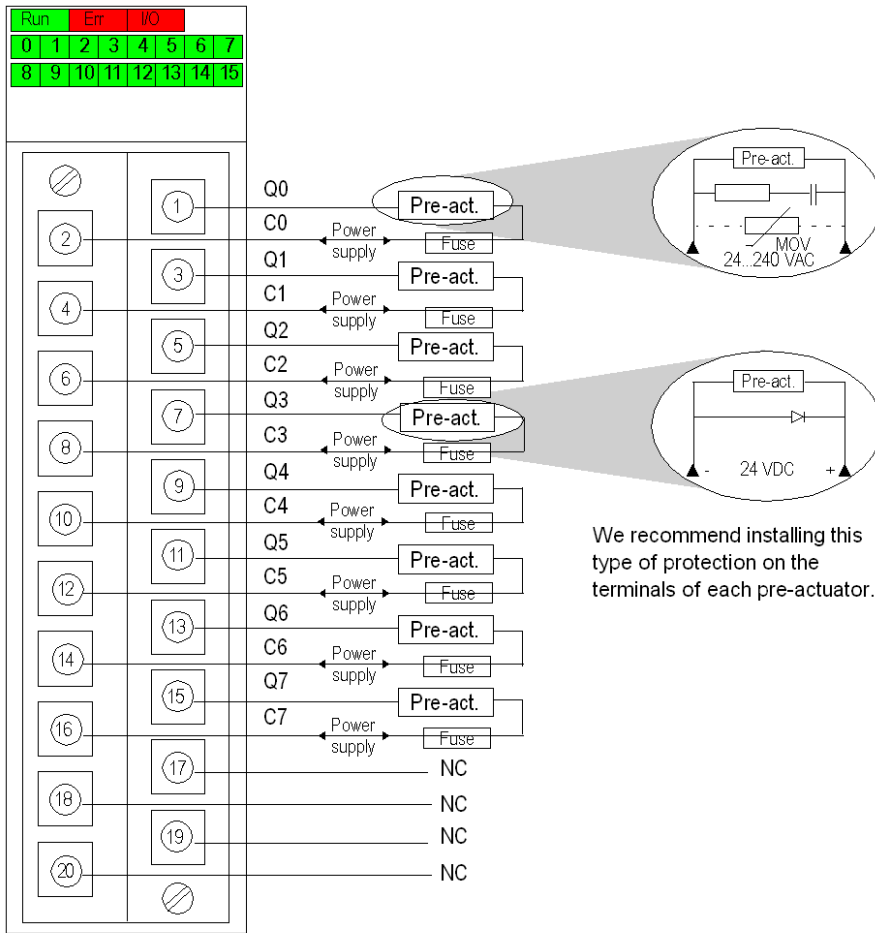 Run Err I/O
0 1 2 3 4 5 6 7
8 9 10 11 12 13 14 15
1 Q0 Pre-act.
2 C0 Power supply Fuse
3 Q1 Pre-act.
4 C1 Power supply Fuse
5 Q2 Pre-act.
6 C2 Power supply Fuse
7 Q3 Pre-act.
8 C3 Power supply Fuse
9 Q4 Pre-act.
10 C4 Power supply Fuse
11 Q5 Pre-act.
12 C5 Power supply Fuse
13 Q6 Pre-act.
14 C6 Power supply Fuse
15 Q7 Pre-act.
16 C7 Power supply Fuse
17 NC
18 NC
19 NC
20 NC
Pre-act.
MOV
24...240 VAC
Pre-act.
- 24 VDC +
We recommend installing this
type of protection on the
terminals of each pre-actuator.